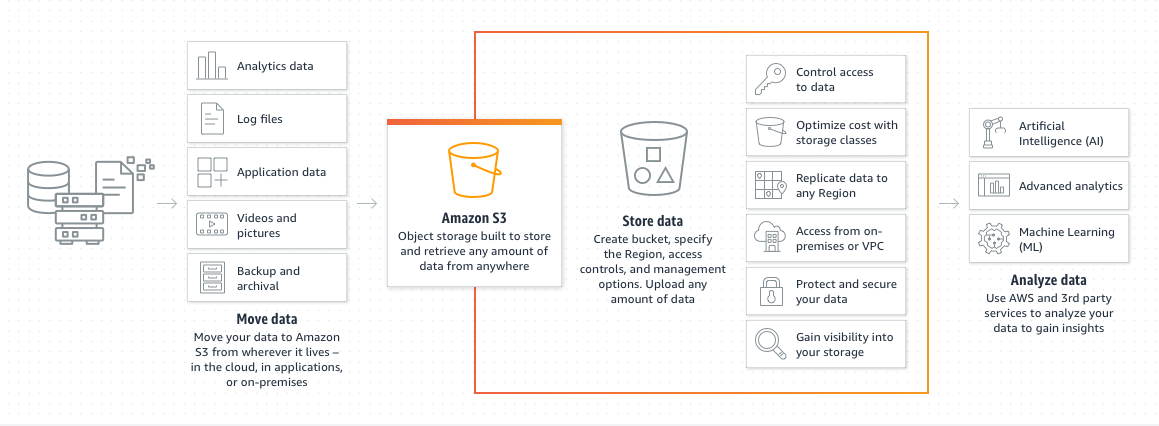 Analytics data
Log files
Application data
Videos and
pictures
Backup and
archival
Move data
Move your data to Amazon
S3 from wherever it lives –
in the cloud, in applications,
or on-premises
Amazon S3
Object storage built to store
and retrieve any amount of
data from anywhere
Store data
Create bucket, specify
the Region, access
controls, and management
options. Upload any
amount of data
Control access
to data
Optimize cost with
storage classes
Replicate data to
any Region
Access from on-
premises or VPC
Protect and secure
your data
Gain visibility into
your storage
Artificial
Intelligence (AI)
Advanced analytics
Machine Learning
(ML)
Analyze data
Use AWS and 3rd party
services to analyze your
data to gain insights